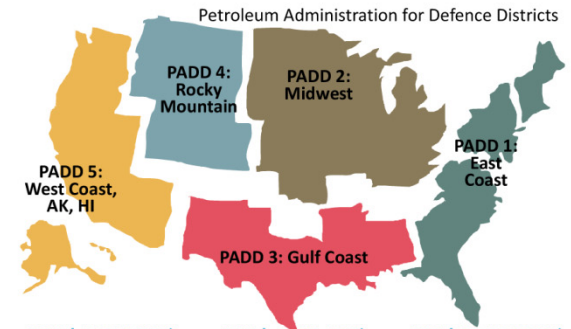 Petroleum Administration for Defence Districts
PADD 4:
Rocky
Mountain
PADD 2:
Midwest
PADD 1:
East
Coast
PADD 5:
West Coast,
AK, HI
PADD 3: Gulf Coast